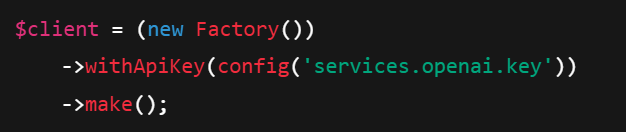 $client = (new Factory())
    ->withApiKey(config('services.openai.key'))
    ->make();